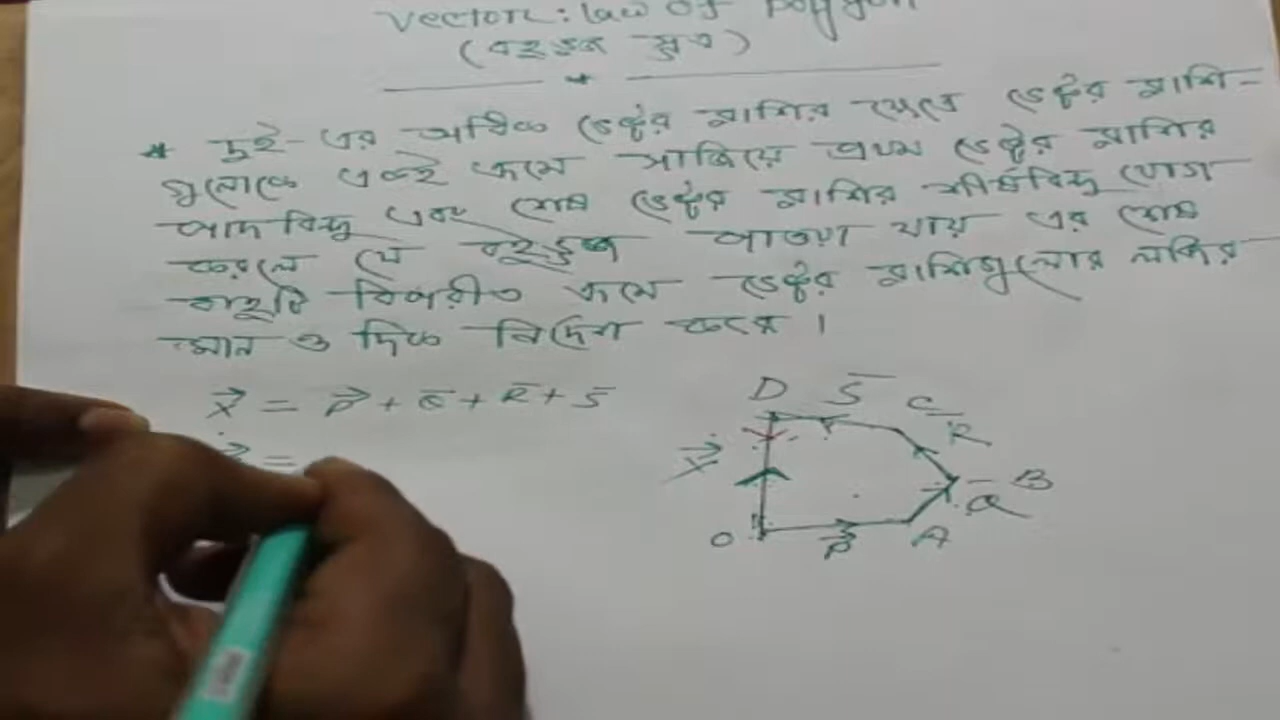 Vector: law of polygon
(বহুভুজ সূত্র)
* দুই-এর অধিক ভেক্টর রাশির ক্ষেত্রে ভেক্টর রাশি-
গুলোকে একই ক্রমে সাজিয়ে প্রথম ভেক্টর রাশির
পাদবিন্দু এবং শেষ ভেক্টর রাশির শীর্ষবিন্দু যোগ
করলে যে বহুভুজ পাওয়া যায় এর শেষ
বাহুটি বিপরীত ক্রমে ভেক্টর রাশিগুলোর লব্ধির
মান ও দিক নির্দেশ করে।
D S C
X⃗ = P⃗ + Q̅ + R̅ + S̅
R
X⃗
=
B
Q
O P A